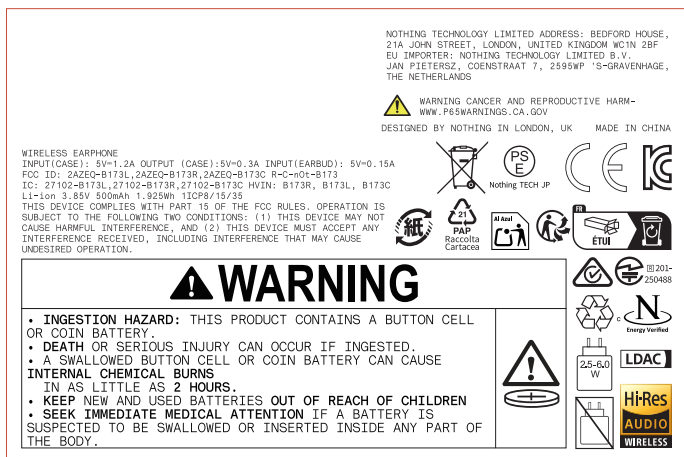 NOTHING TECHNOLOGY LIMITED ADDRESS: BEDFORD HOUSE,
21A JOHN STREET, LONDON, UNITED KINGDOM WC1N 2BF
EU IMPORTER: NOTHING TECHNOLOGY LIMITED B.V.
JAN PIETERSZ, COENSTRAAT 7, 2595WP 'S-GRAVENHAGE,
THE NETHERLANDS
WARNING CANCER AND REPRODUCTIVE HARM-
WWW.P65WARNINGS.CA.GOV
DESIGNED BY NOTHING IN LONDON, UK MADE IN CHINA
WIRELESS EARPHONE
INPUT(CASE): 5V=1.2A OUTPUT (CASE):5V=0.3A INPUT(EARBUD): 5V=0.15A
FCC ID: 2AZEQ-B173L,2AZEQ-B173R,2AZEQ-B173C R-C-nOt-B173
IC: 27102-B173L,27102-B173R,27102-B173C HVIN: B173R, B173L, B173C
Li-ion 3.85V 500mAh 1.925Wh 1ICP8/15/35
THIS DEVICE COMPLIES WITH PART 15 OF THE FCC RULES. OPERATION IS
SUBJECT TO THE FOLLOWING TWO CONDITIONS: (1) THIS DEVICE MAY NOT
CAUSE HARMFUL INTERFERENCE, AND (2) THIS DEVICE MUST ACCEPT ANY
INTERFERENCE RECEIVED, INCLUDING INTERFERENCE THAT MAY CAUSE
UNDESIRED OPERATION.
PS
E
Nothing TECH JP
CE
紙
21
PAP
Raccolta
Cartacea
Al Azul
FR
ÉTUI
R 201-
250488
WARNING
• INGESTION HAZARD: THIS PRODUCT CONTAINS A BUTTON CELL
OR COIN BATTERY.
• DEATH OR SERIOUS INJURY CAN OCCUR IF INGESTED.
• A SWALLOWED BUTTON CELL OR COIN BATTERY CAN CAUSE
INTERNAL CHEMICAL BURNS
IN AS LITTLE AS 2 HOURS.
• KEEP NEW AND USED BATTERIES OUT OF REACH OF CHILDREN
• SEEK IMMEDIATE MEDICAL ATTENTION IF A BATTERY IS
SUSPECTED TO BE SWALLOWED OR INSERTED INSIDE ANY PART OF
THE BODY.
c N
Energy Verified
2.5-6.0
W
LDAC
Hi-Res
AUDIO
WIRELESS